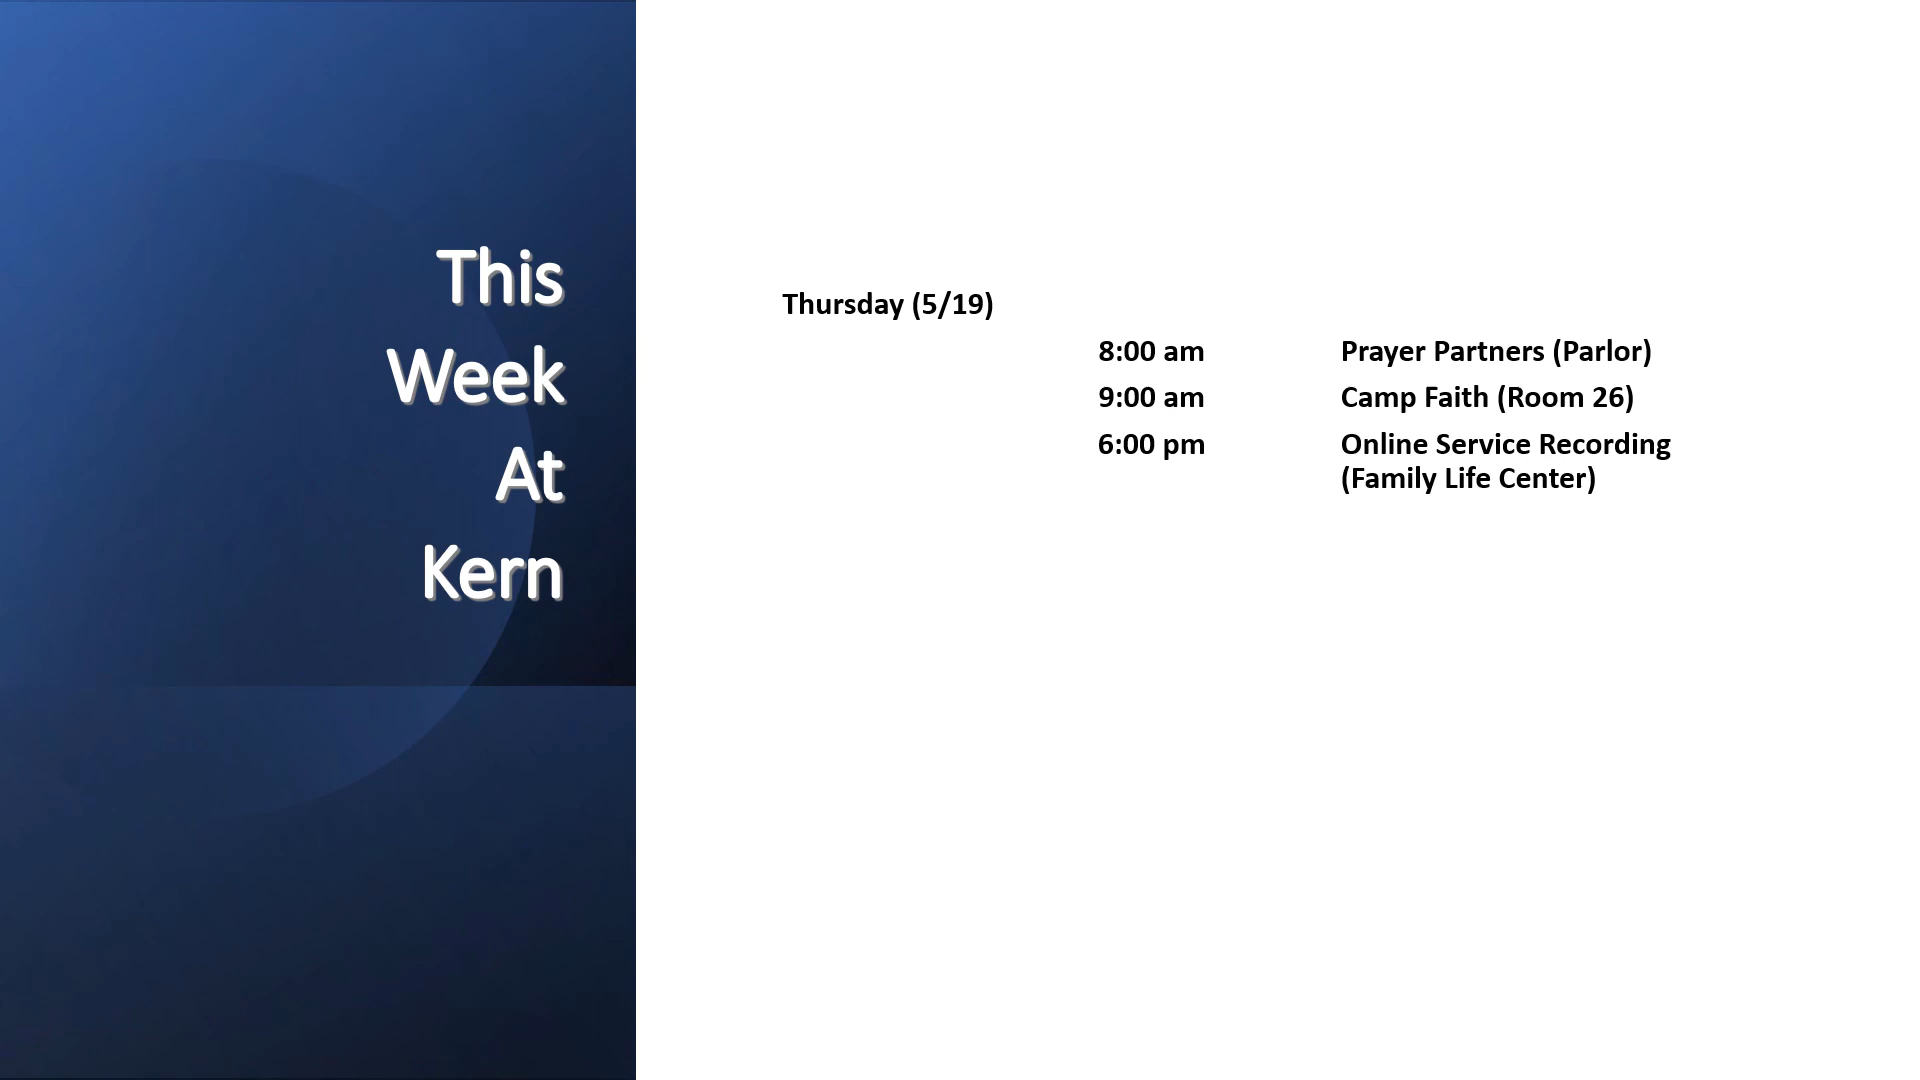 This
Week
At
Kern
Thursday (5/19)
8:00 am Prayer Partners (Parlor)
9:00 am Camp Faith (Room 26)
6:00 pm Online Service Recording
(Family Life Center)